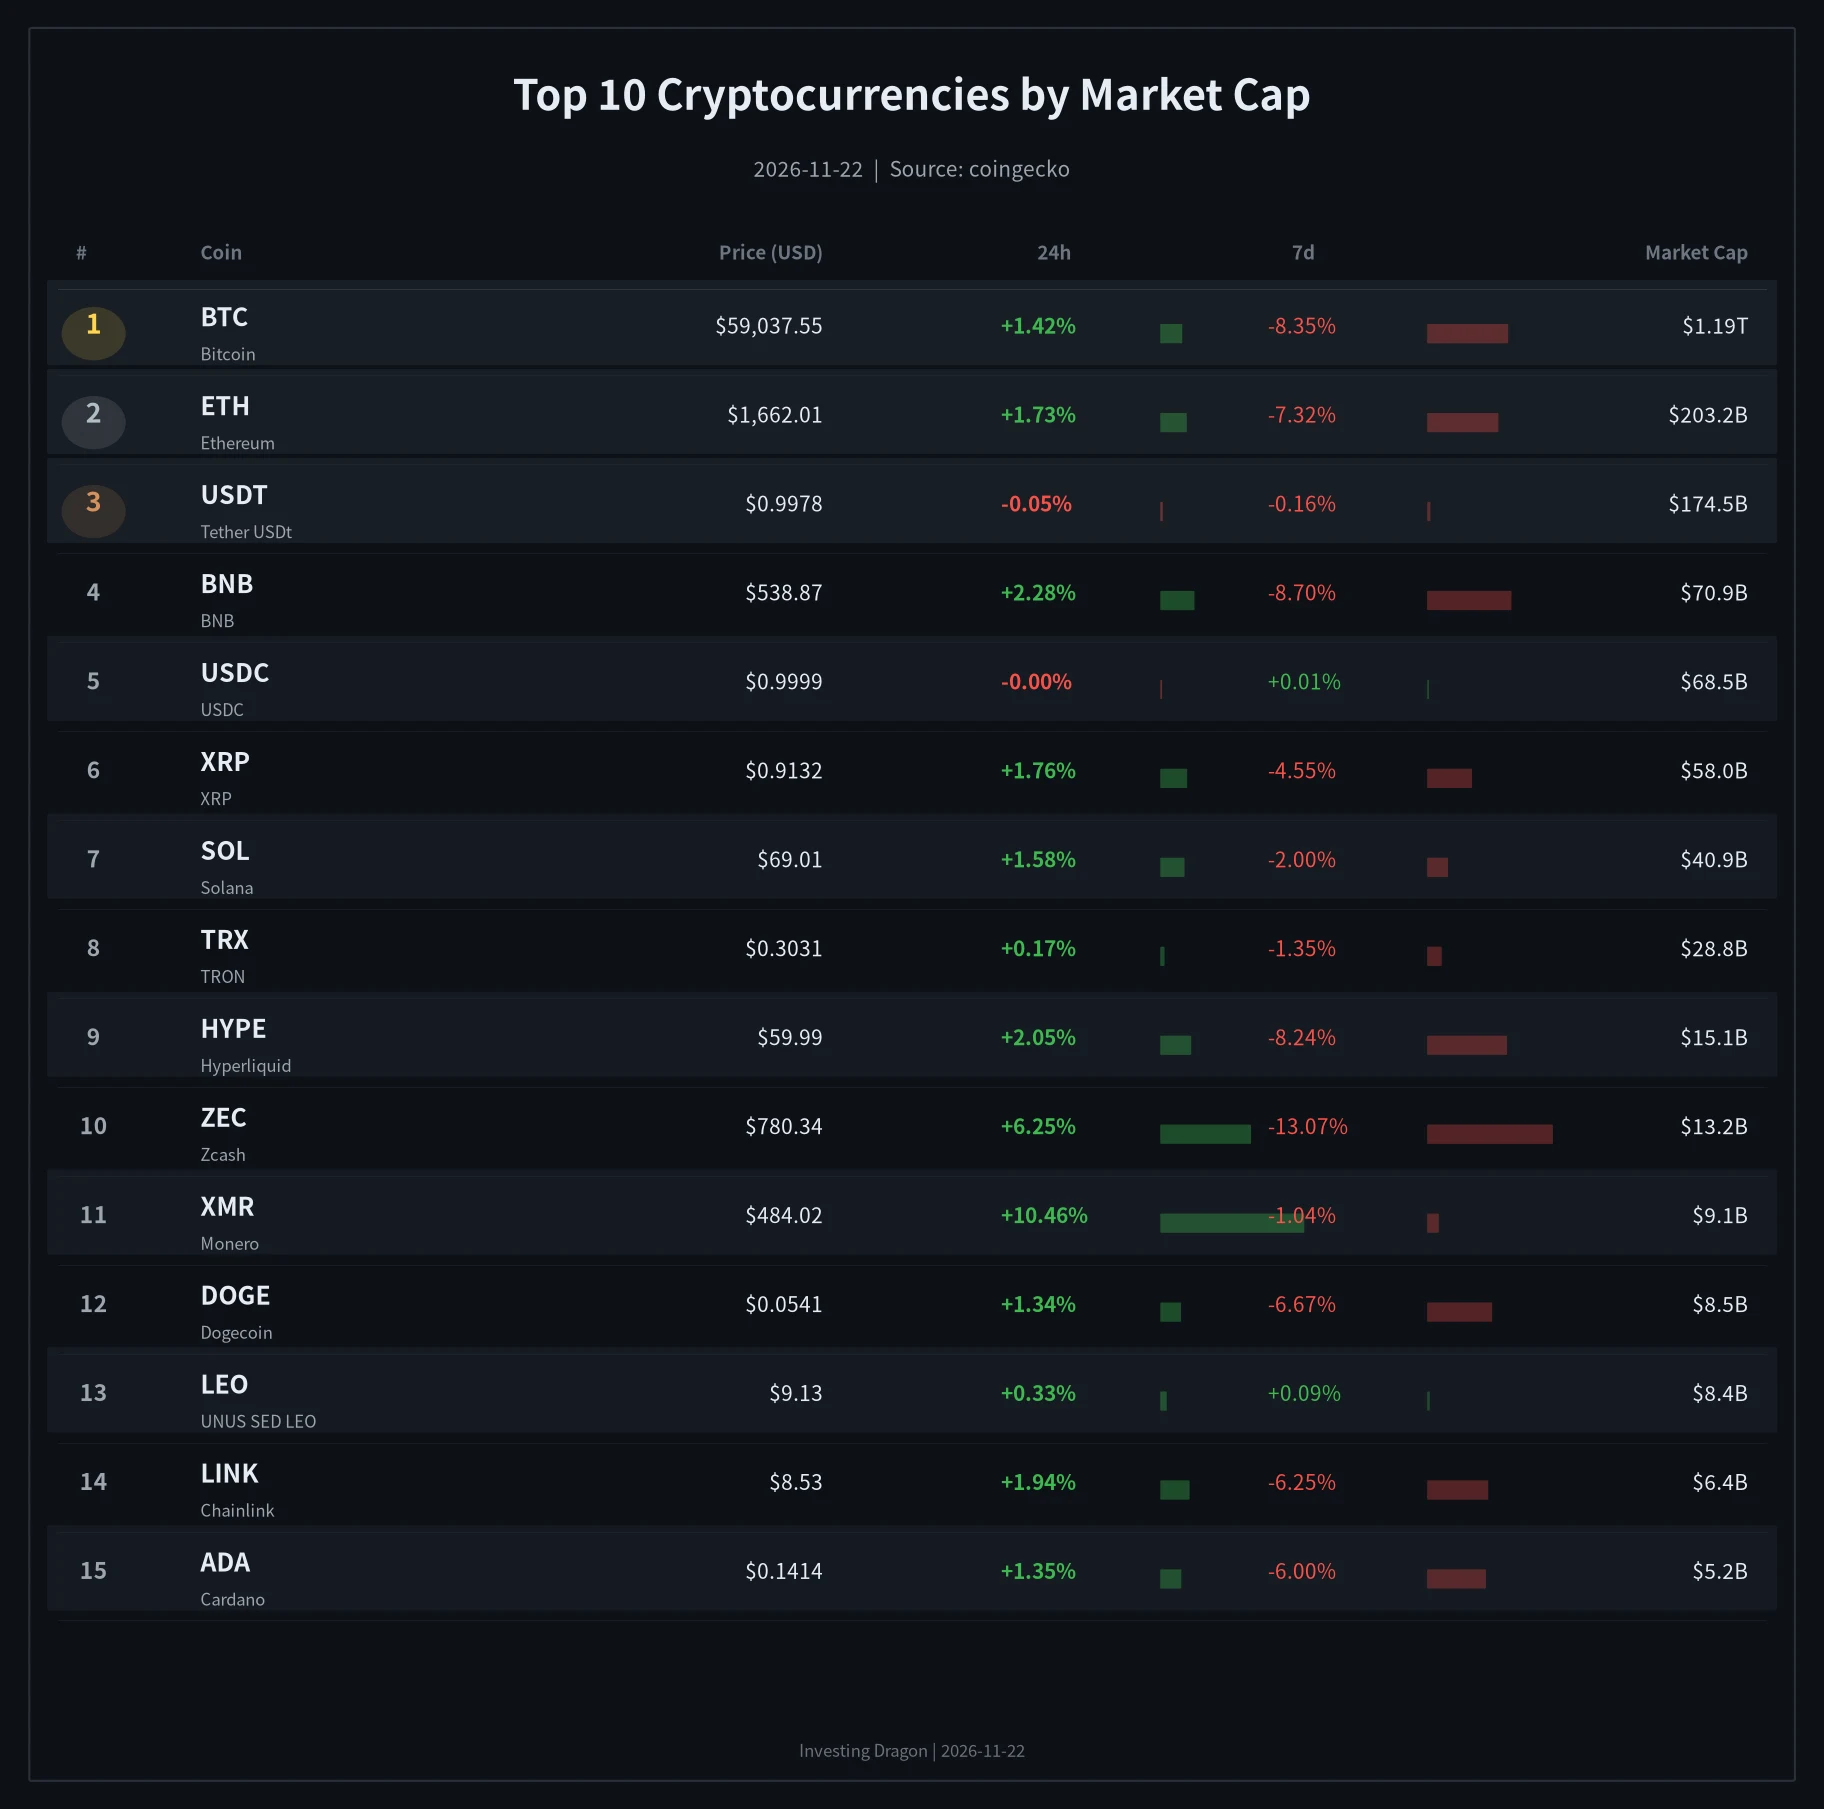 Top 10 Cryptocurrencies by Market Cap
2026-11-22 | Source: coingecko
# Coin Price (USD) 24h 7d Market Cap
1 BTC $59,037.55 +1.42% -8.35% $1.19T
Bitcoin
2 ETH $1,662.01 +1.73% -7.32% $203.2B
Ethereum
3 USDT $0.9978 -0.05% -0.16% $174.5B
Tether USDt
4 BNB $538.87 +2.28% -8.70% $70.9B
BNB
5 USDC $0.9999 -0.00% +0.01% $68.5B
USDC
6 XRP $0.9132 +1.76% -4.55% $58.0B
XRP
7 SOL $69.01 +1.58% -2.00% $40.9B
Solana
8 TRX $0.3031 +0.17% -1.35% $28.8B
TRON
9 HYPE $59.99 +2.05% -8.24% $15.1B
Hyperliquid
10 ZEC $780.34 +6.25% -13.07% $13.2B
Zcash
11 XMR $484.02 +10.46% -1.04% $9.1B
Monero
12 DOGE $0.0541 +1.34% -6.67% $8.5B
Dogecoin
13 LEO $9.13 +0.33% +0.09% $8.4B
UNUS SED LEO
14 LINK $8.53 +1.94% -6.25% $6.4B
Chainlink
15 ADA $0.1414 +1.35% -6.00% $5.2B
Cardano
Investing Dragon | 2026-11-22